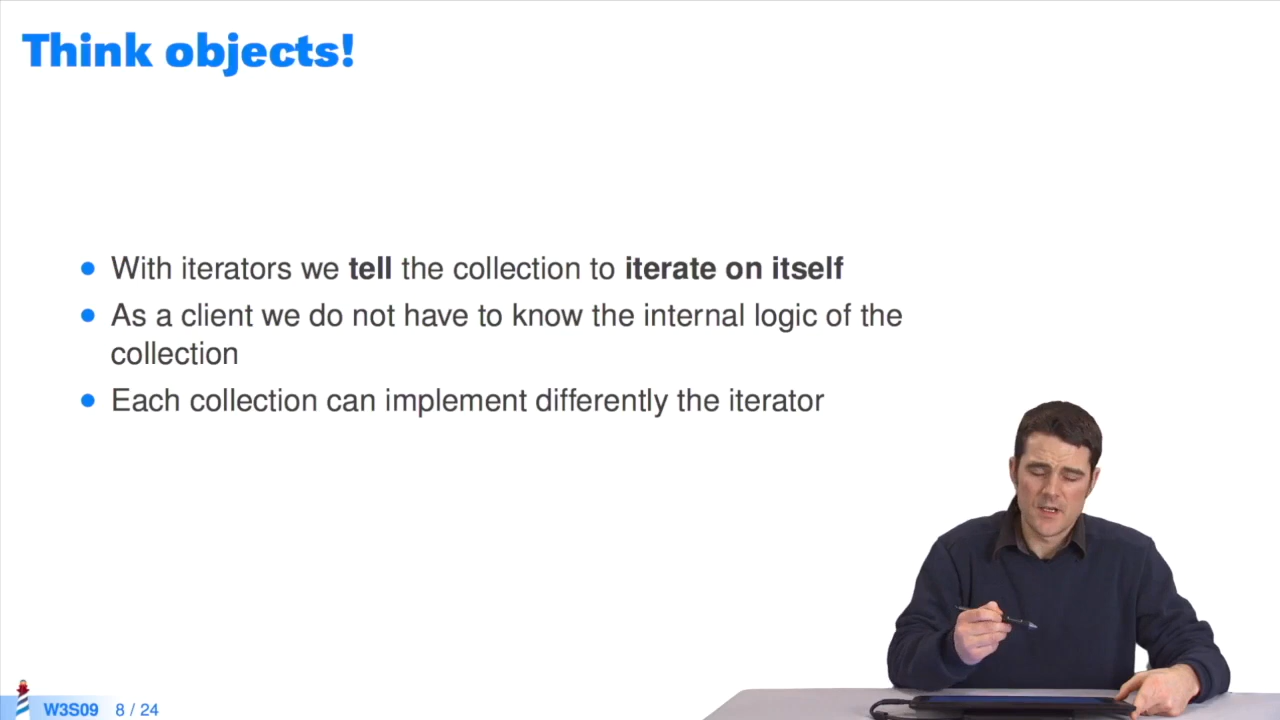 Think objects!
With iterators we tell the collection to iterate on itself
As a client we do not have to know the internal logic of the
collection
Each collection can implement differently the iterator
W3S09 8 / 24